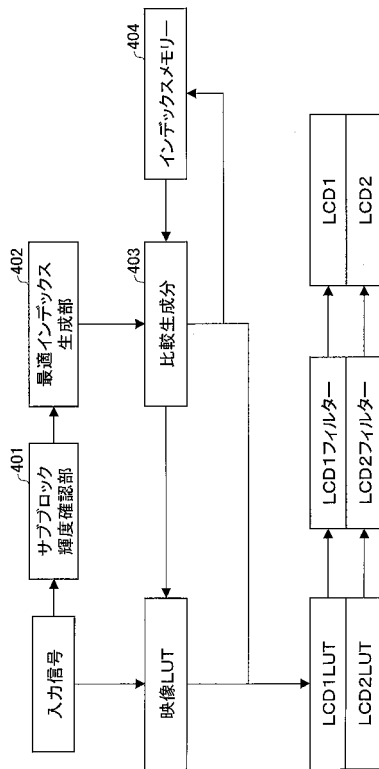 入力信号
401
サブブロック
輝度確認部
402
最適インデックス
生成部
映像LUT
403
比較生成分
404
インデックスメモリー
LCD1LUT
LCD2LUT
LCD1フィルター
LCD2フィルター
LCD1
LCD2